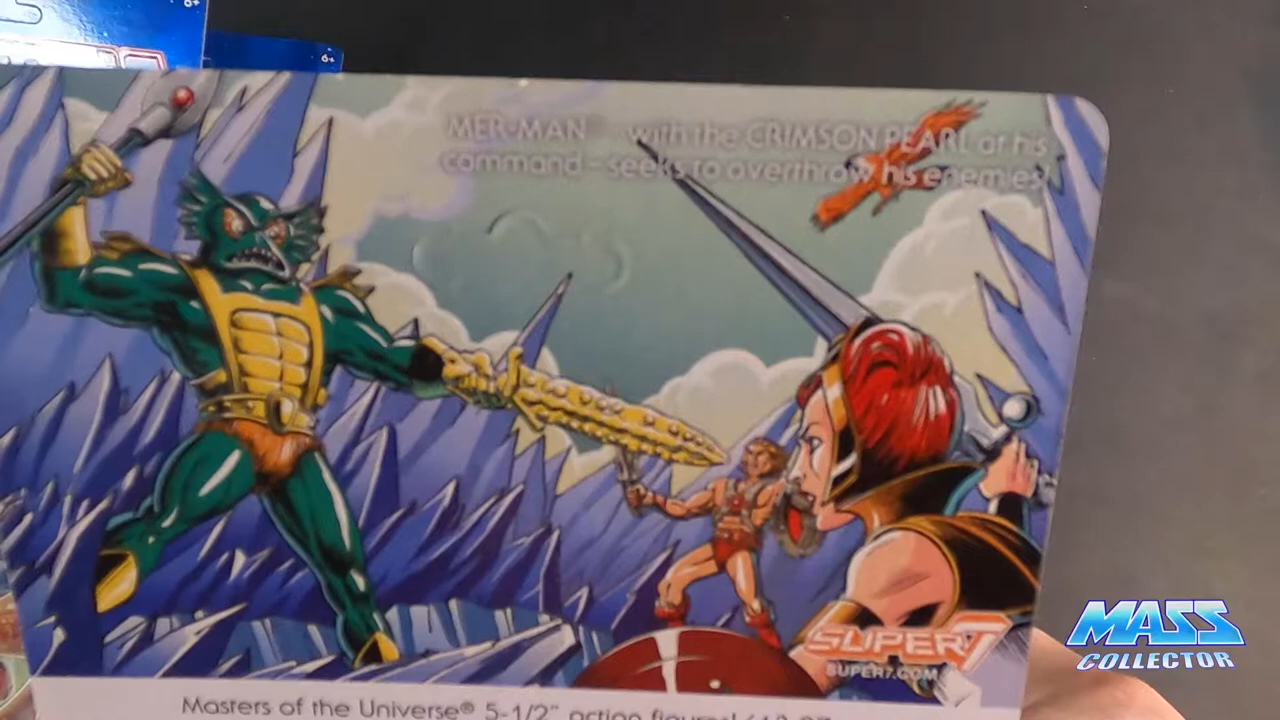 6+
6+
MER-MAN® - with the CRIMSON PEARL at his
command - seeks to overthrow his enemies!
SUPER7
SUPER7.COM
MASS
COLLECTOR
Masters of the Universe® 5-1/2" action figures!